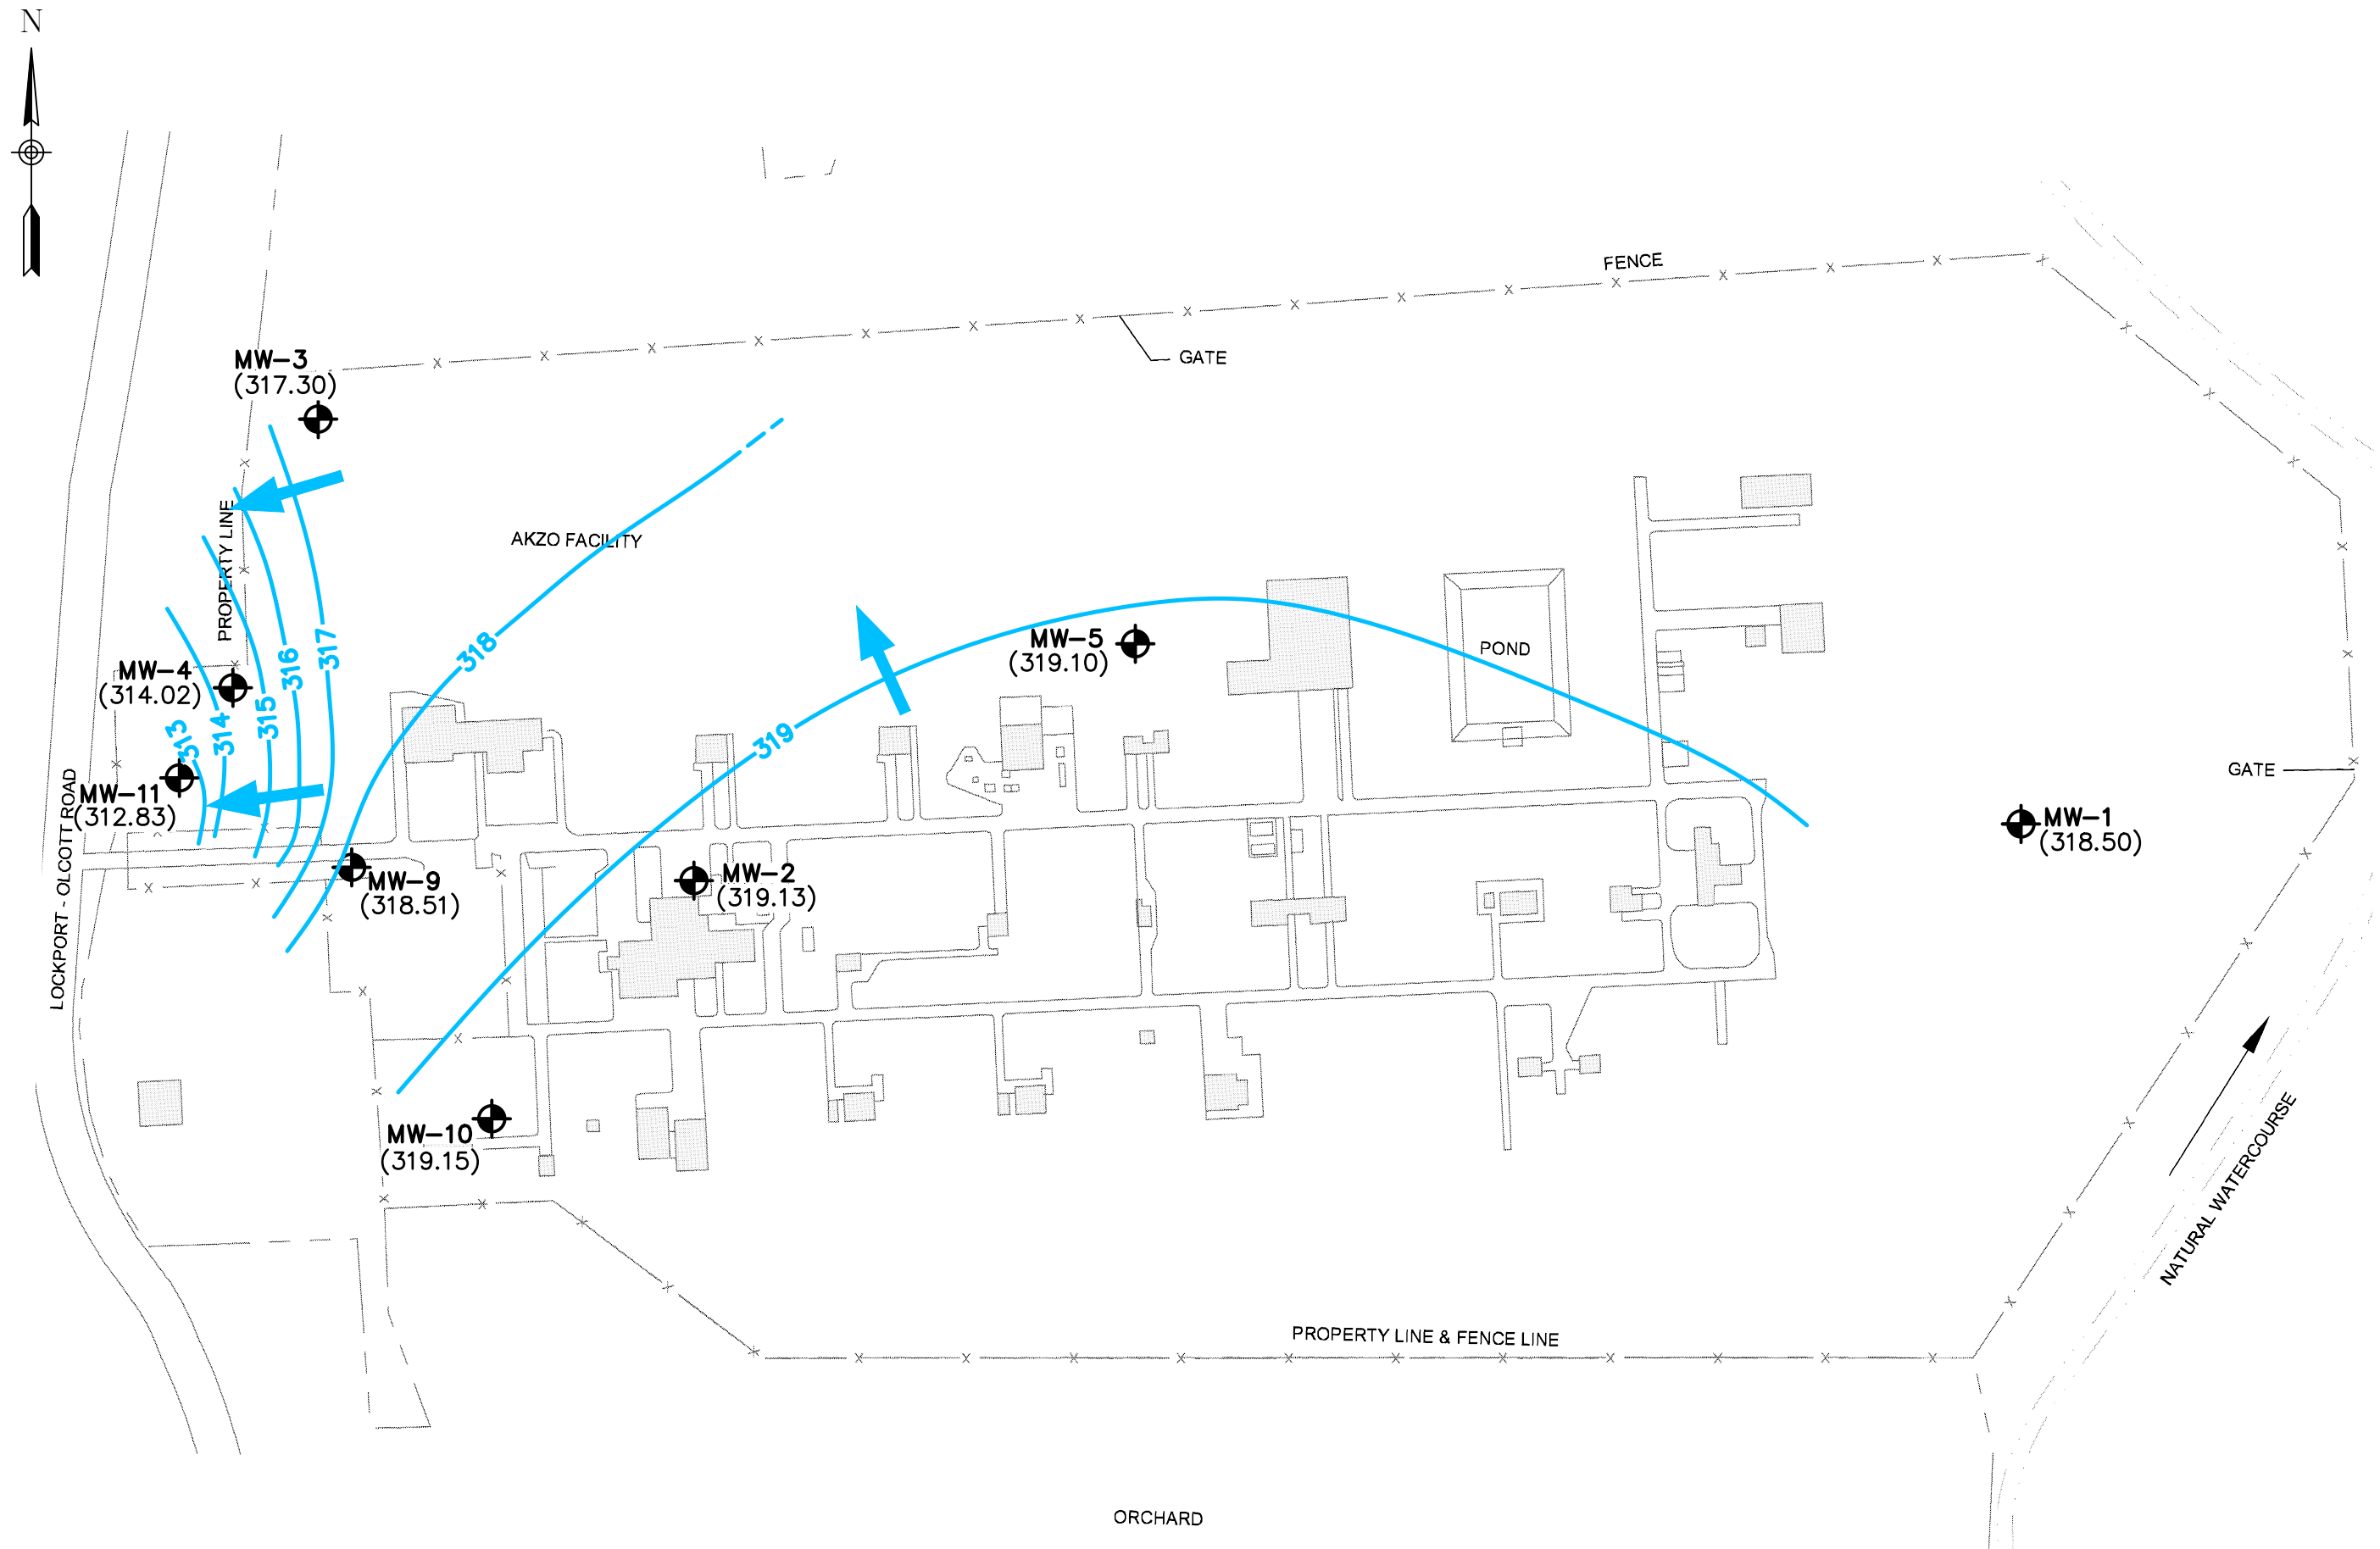 N
FENCE
MW-3
(317.30)
GATE
PROPERTY LINE
AKZO FACILITY
318
316
317
MW-5
(319.10)
POND
MW-4
(314.02)
315
314
313
319
GATE
MW-11
(312.83)
LOCKPORT - OLCOTT ROAD
MW-1
(318.50)
MW-9
(318.51)
MW-2
(319.13)
MW-10
(319.15)
NATURAL WATERCOURSE
PROPERTY LINE & FENCE LINE
ORCHARD